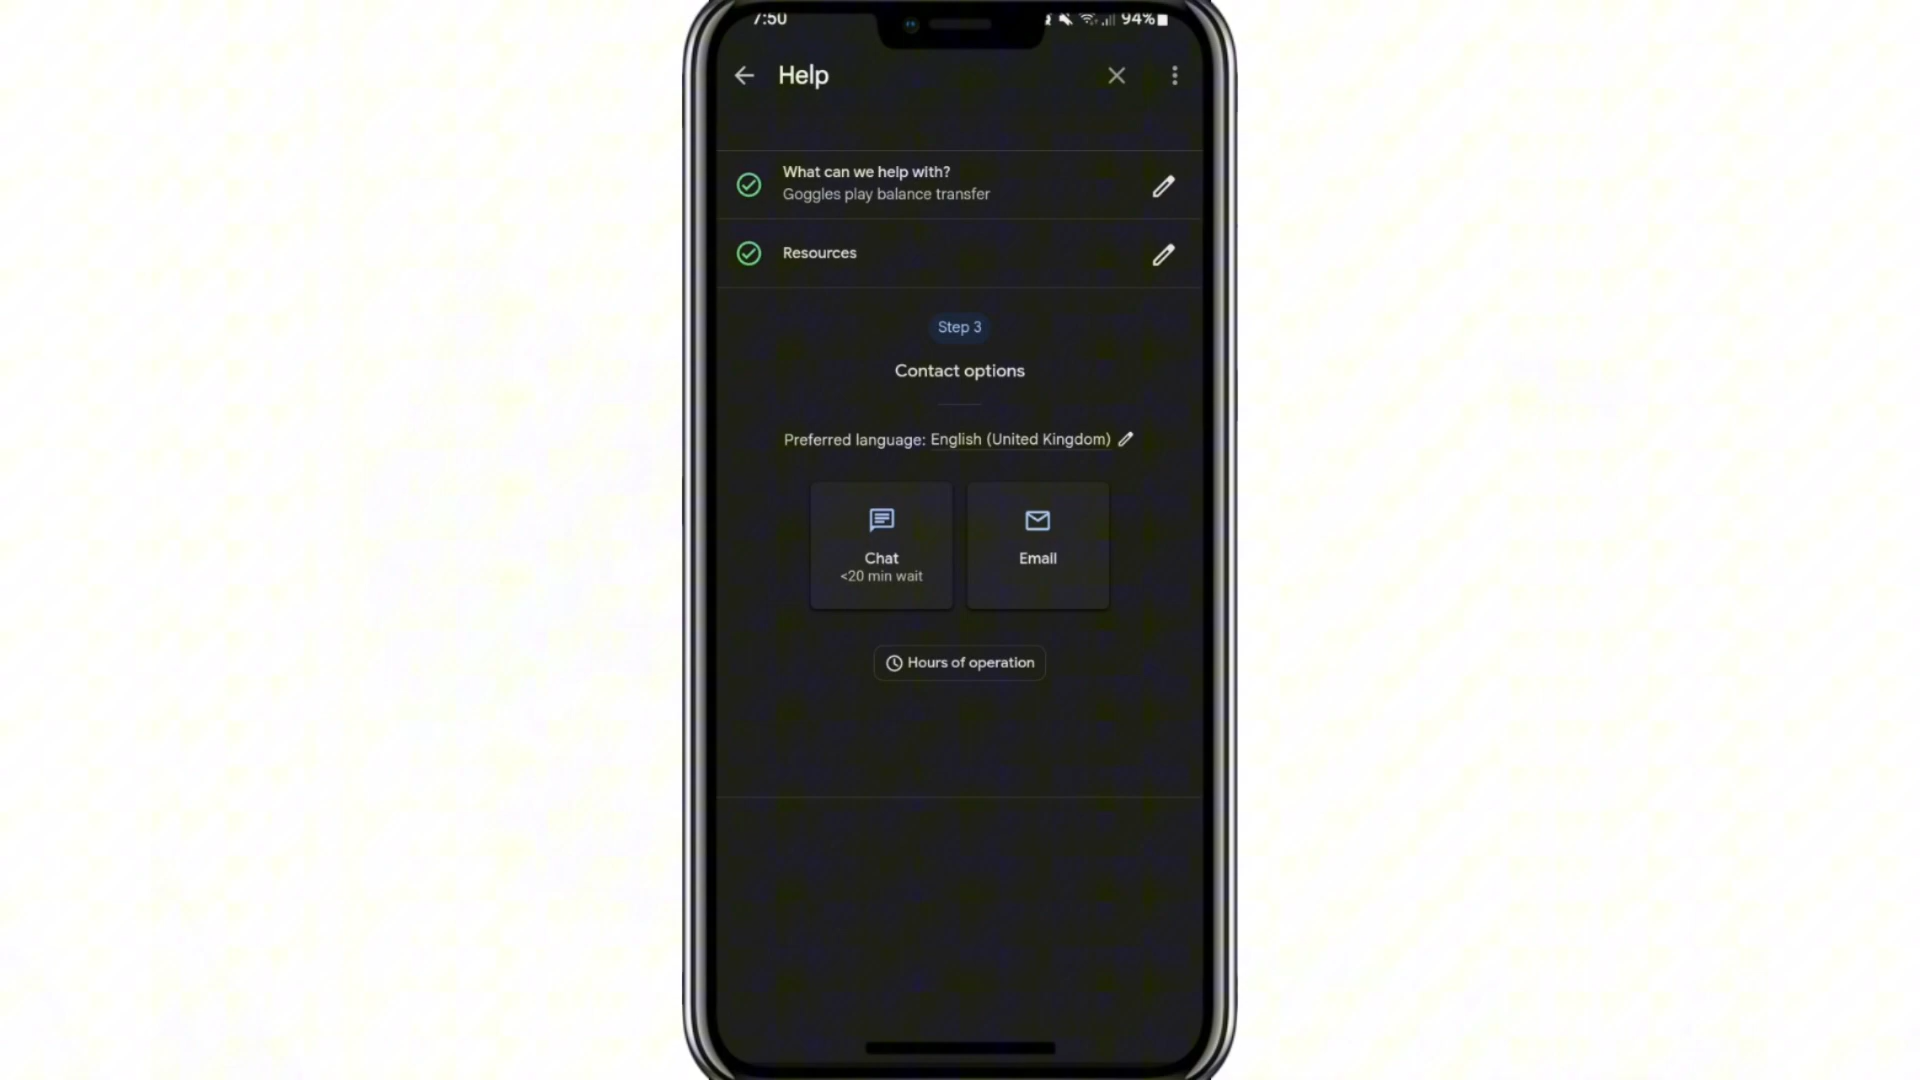 7:50
94%
Help
What can we help with?
Goggles play balance transfer
Resources
Step 3
Contact options
Preferred language: English (United Kingdom)
Chat
<20 min wait
Email
Hours of operation